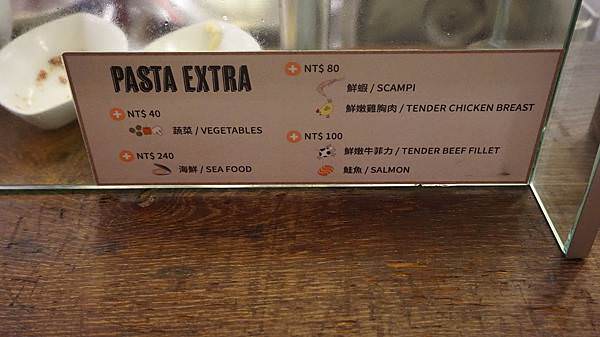 PASTA EXTRA
+ NT$ 40
蔬菜 / VEGETABLES
+ NT$ 240
海鮮 / SEA FOOD
+ NT$ 80
鮮蝦 / SCAMPI
鮮嫩雞胸肉 / TENDER CHICKEN BREAST
+ NT$ 100
鮮嫩牛菲力 / TENDER BEEF FILLET
鮭魚 / SALMON